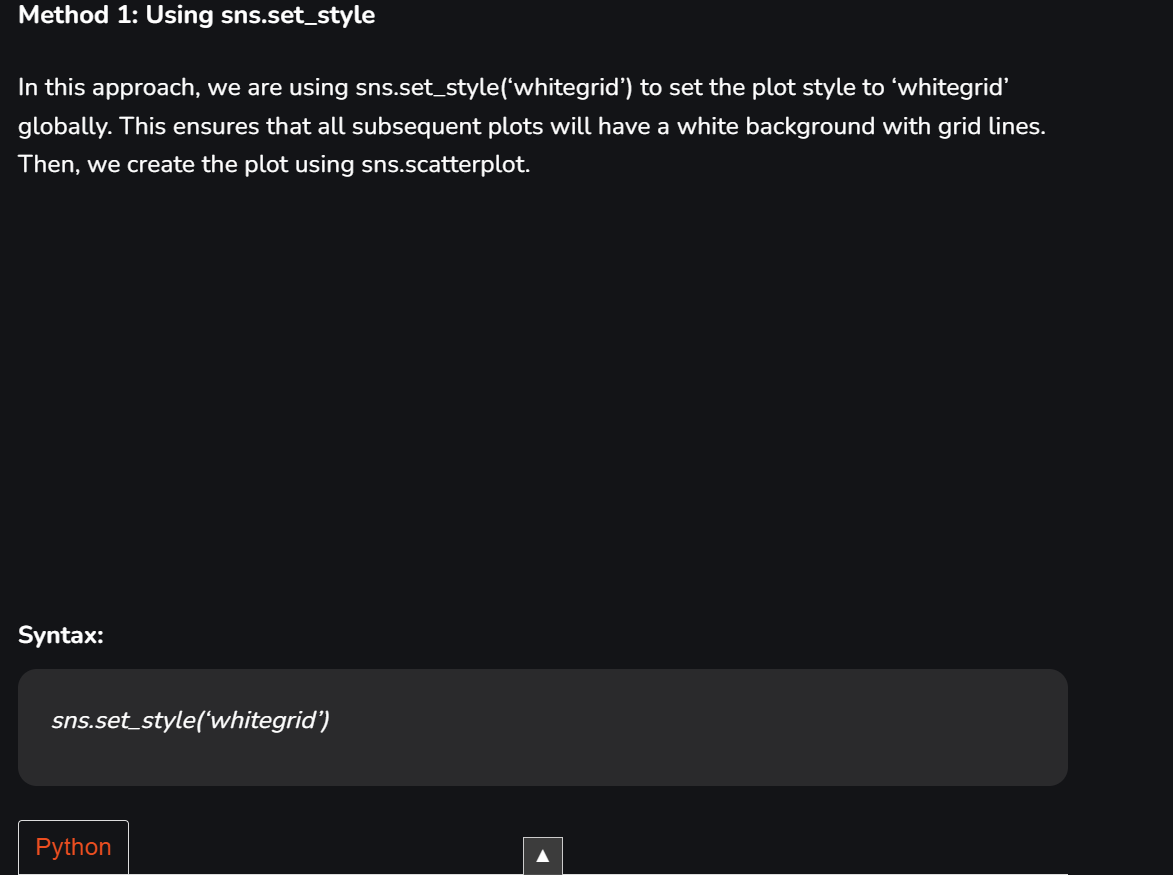 Method 1: Using sns.set_style
In this approach, we are using sns.set_style(‘whitegrid’) to set the plot style to ‘whitegrid’
globally. This ensures that all subsequent plots will have a white background with grid lines.
Then, we create the plot using sns.scatterplot.
Syntax:
sns.set_style(‘whitegrid’)
Python